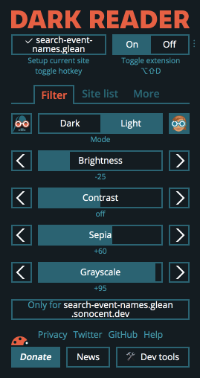 DARK READER
search-event-
names.glean
On Off
Setup current site
toggle hotkey
Toggle extension
⌥⇧D
Filter Site list More
Dark Light
Mode
Brightness
-25
Contrast
off
Sepia
+60
Grayscale
+95
Only for search-event-names.glean
.sonocent.dev
Privacy Twitter GitHub Help
Donate News Dev tools